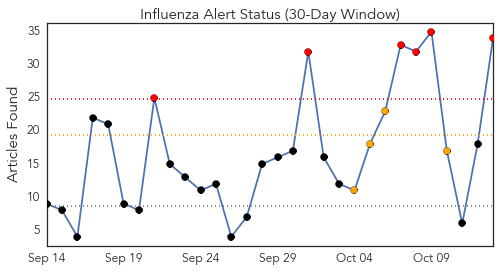 Influenza Alert Status (30-Day Window)
Articles Found
35
30
25
20
15
10
5
Sep 14 Sep 19 Sep 24 Sep 29 Oct 04 Oct 09